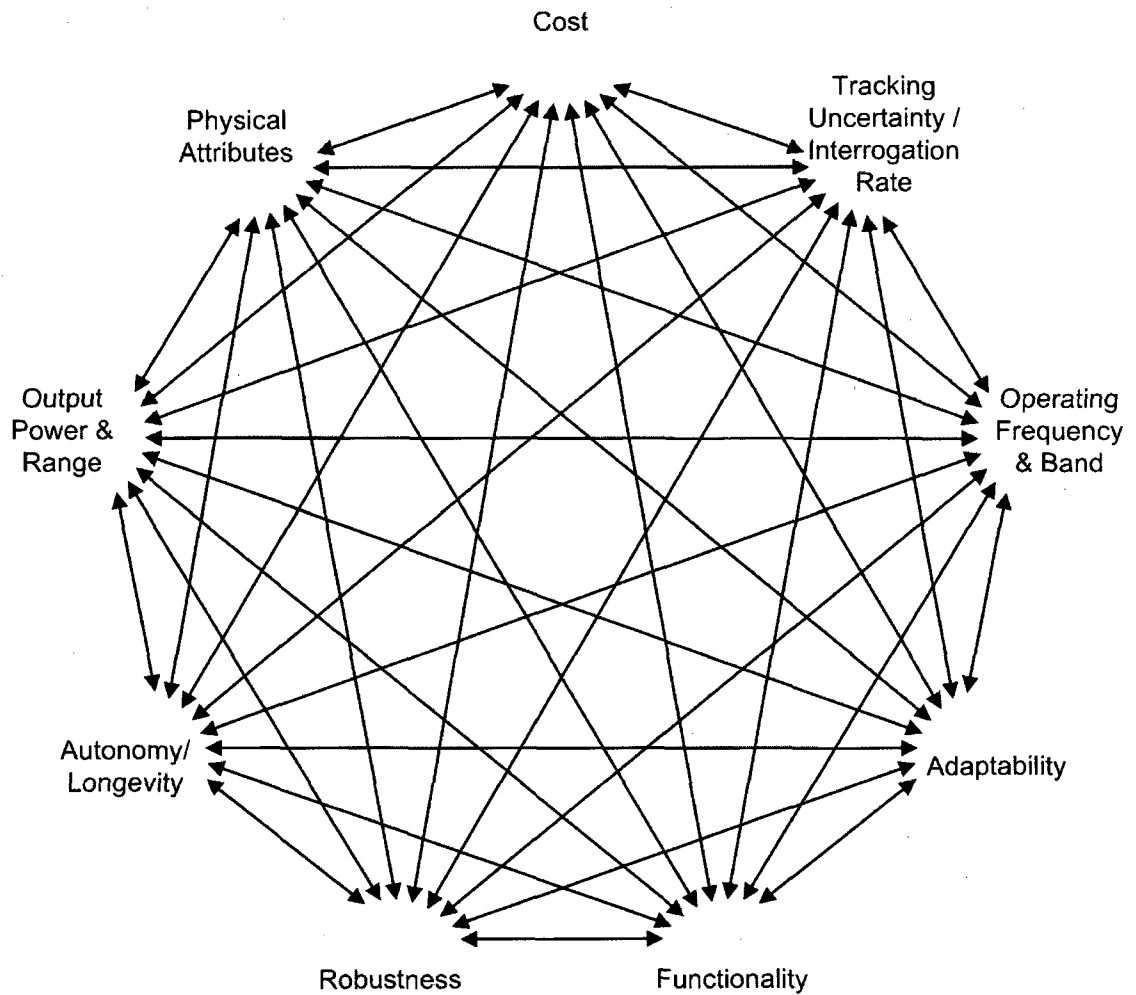 Cost
Tracking
Uncertainty /
Interrogation
Rate
Physical
Attributes
Output
Power &
Range
Operating
Frequency
& Band
Autonomy/
Longevity
Adaptability
Robustness
Functionality